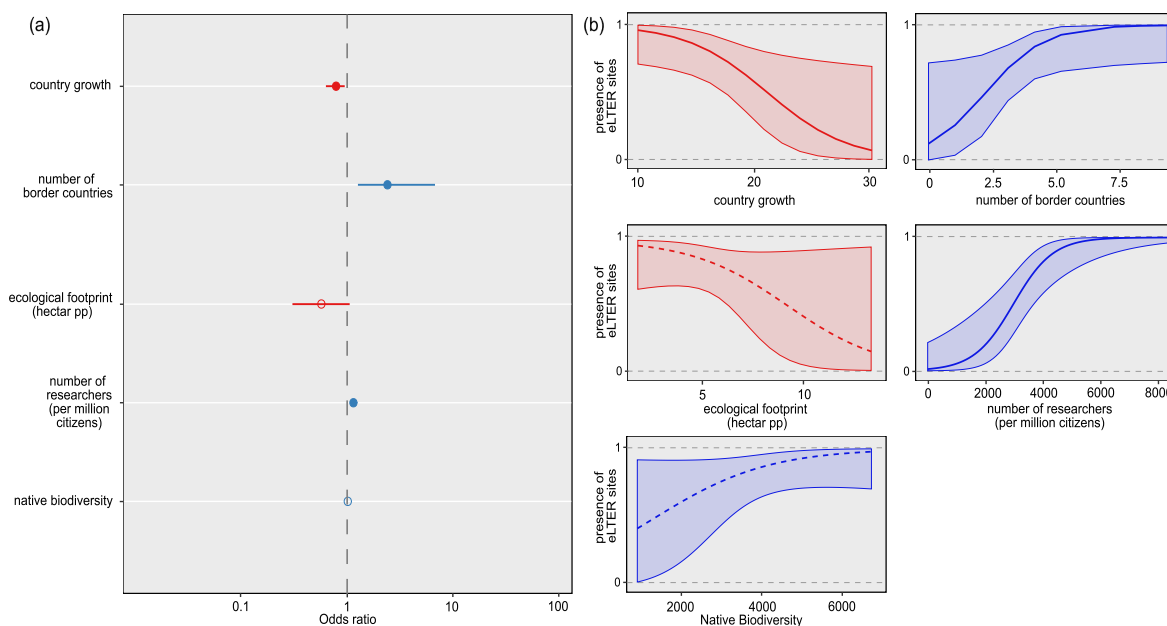 (a)
country growth
number of
border countries
ecological footprint
(hectar pp)
number of
researchers
(per million
citizens)
native biodiversity
0.1
1
10
100
Odds ratio
(b)
presence of
eLTER sites
1
0
10
20
30
country growth
1
0
0
2.5
5.0
7.5
number of border countries
presence of
eLTER sites
1
0
5
10
ecological footprint
(hectar pp)
1
0
0
2000
4000
6000
8000
number of researchers
(per million citizens)
presence of
eLTER sites
1
0
2000
4000
6000
Native Biodiversity